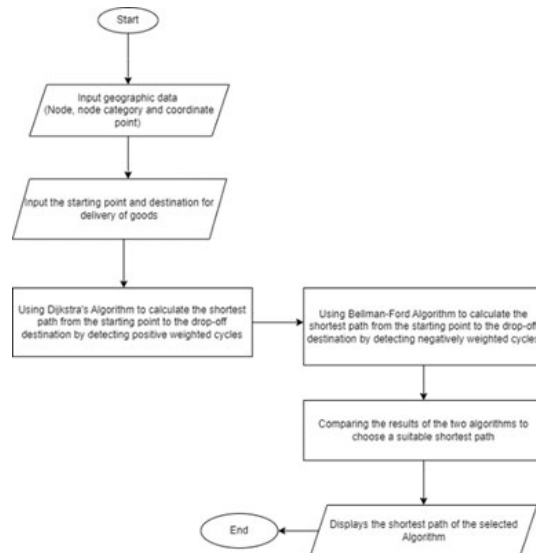 Start
Input geographic data
(Node, node category and coordinate
point)
Input the starting point and destination for
delivery of goods
Using Dijkstra's Algorithm to calculate the shortest
path from the starting point to the drop-off
destination by detecting positive weighted cycles
Using Bellman-Ford Algorithm to calculate the
shortest path from the starting point to the drop-off
destination by detecting negatively weighted cycles
Comparing the results of the two algorithms to
choose a suitable shortest path
Displays the shortest path of the selected
Algorithm
End